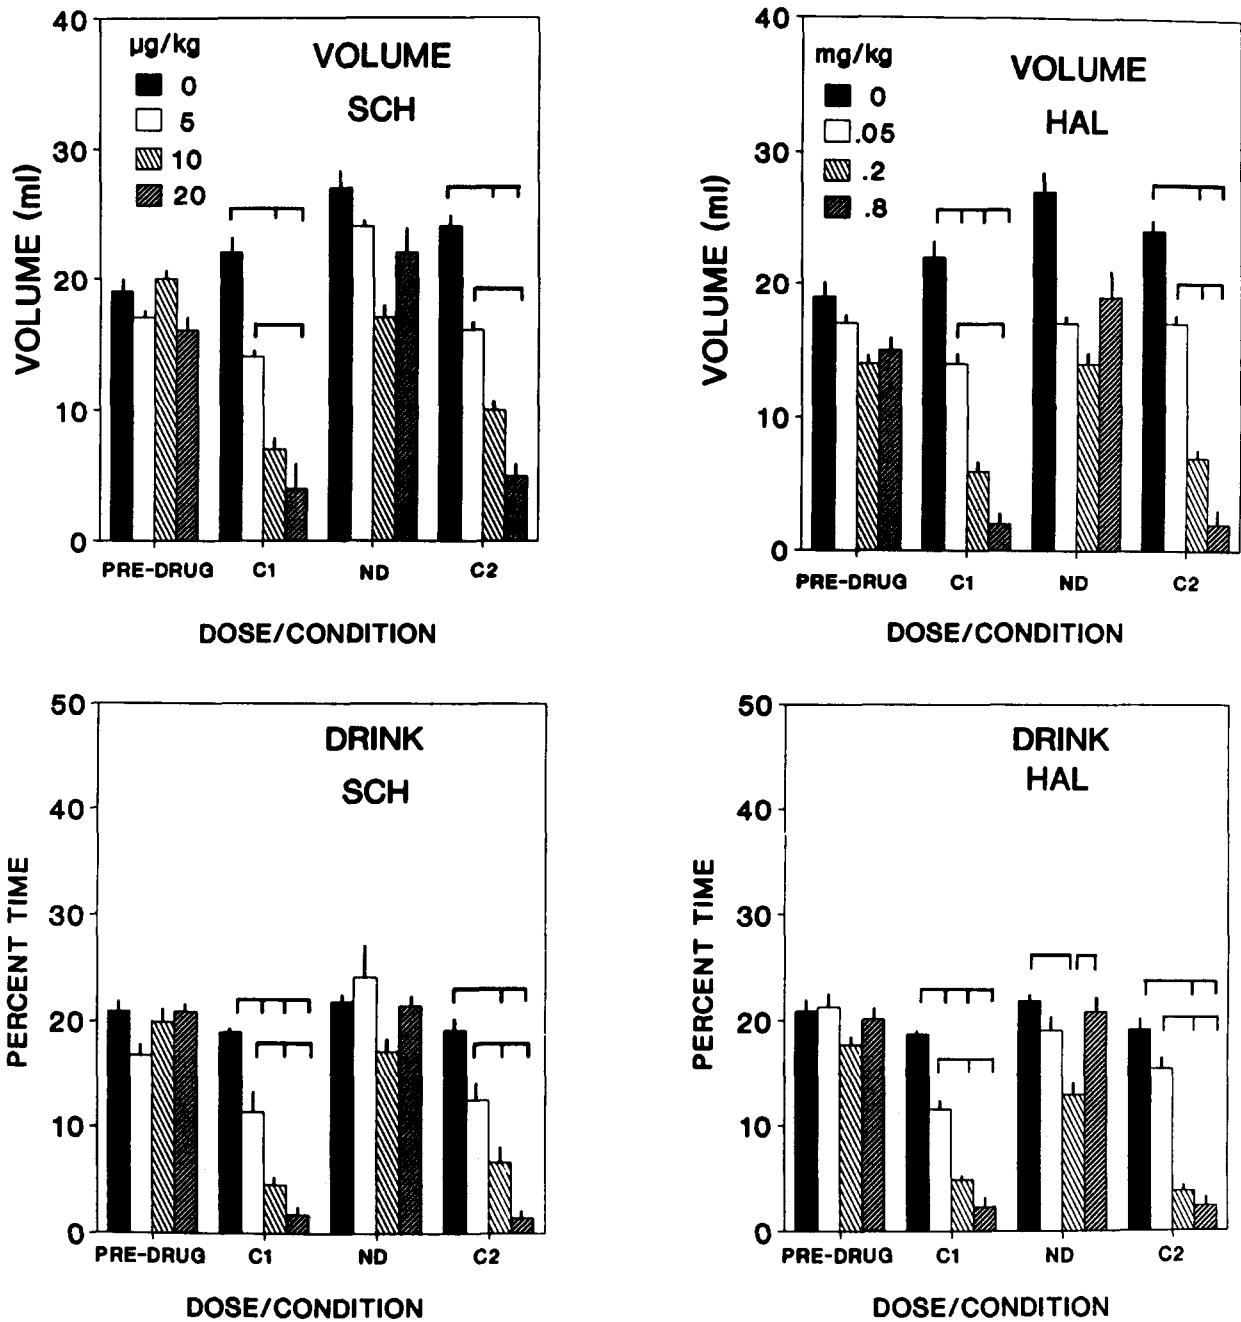 40
30
20
10
0
VOLUME (ml)
µg/kg
0
5
10
20
VOLUME
SCH
PRE-DRUG C1 ND C2
DOSE/CONDITION
40
30
20
10
0
VOLUME (ml)
mg/kg
0
.05
.2
.8
VOLUME
HAL
PRE-DRUG C1 ND C2
DOSE/CONDITION
50
40
30
20
10
0
PERCENT TIME
DRINK
SCH
PRE-DRUG C1 ND C2
DOSE/CONDITION
50
40
30
20
10
0
PERCENT TIME
DRINK
HAL
PRE-DRUG C1 ND C2
DOSE/CONDITION